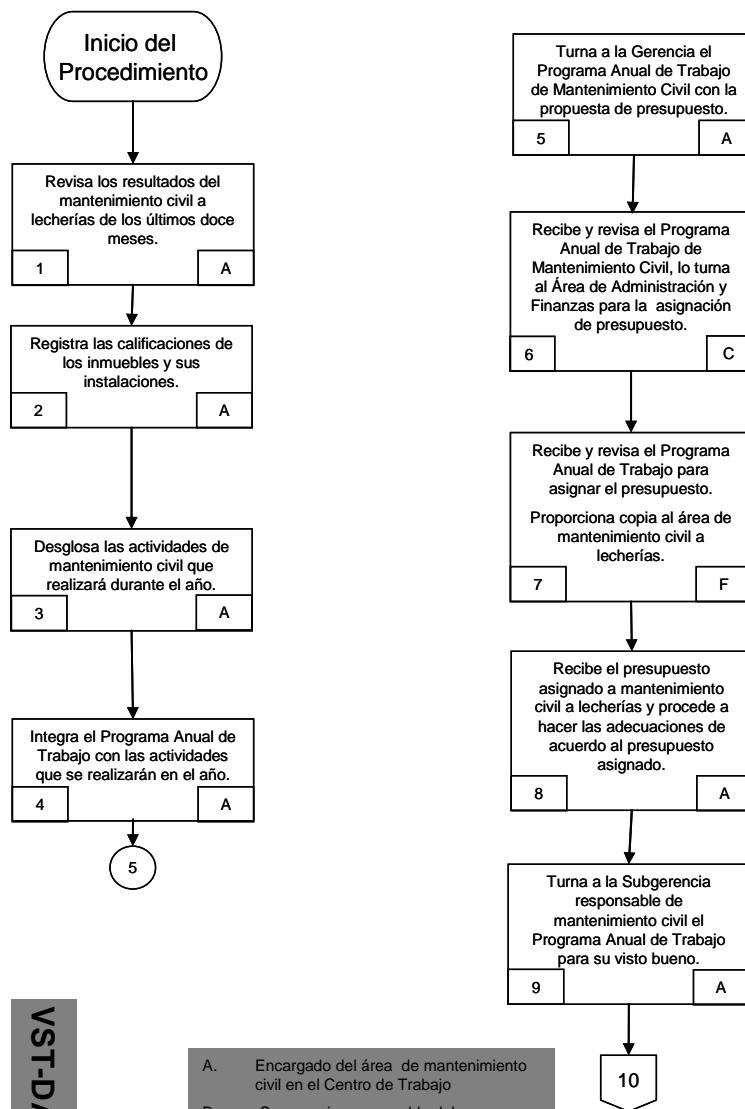 Inicio del
Procedimiento
Revisa los resultados del
mantenimiento civil a
lecherías de los últimos doce
meses.
1
A
Registra las calificaciones de
los inmuebles y sus
instalaciones.
2
A
Desglosa las actividades de
mantenimiento civil que
realizará durante el año.
3
A
Integra el Programa Anual de
Trabajo con las actividades
que se realizarán en el año.
4
A
5
Turna a la Gerencia el
Programa Anual de Trabajo
de Mantenimiento Civil con la
propuesta de presupuesto.
5
A
Recibe y revisa el Programa
Anual de Trabajo de
Mantenimiento Civil, lo turna
al Área de Administración y
Finanzas para la asignación
de presupuesto.
6
C
Recibe y revisa el Programa
Anual de Trabajo para
asignar el presupuesto.
Proporciona copia al área de
mantenimiento civil a
lecherías.
7
F
Recibe el presupuesto
asignado a mantenimiento
civil a lecherías y procede a
hacer las adecuaciones de
acuerdo al presupuesto
asignado.
8
A
Turna a la Subgerencia
responsable de
mantenimiento civil el
Programa Anual de Trabajo
para su visto bueno.
9
A
10
VST-DA
A. Encargado del área de mantenimiento
civil en el Centro de Trabajo